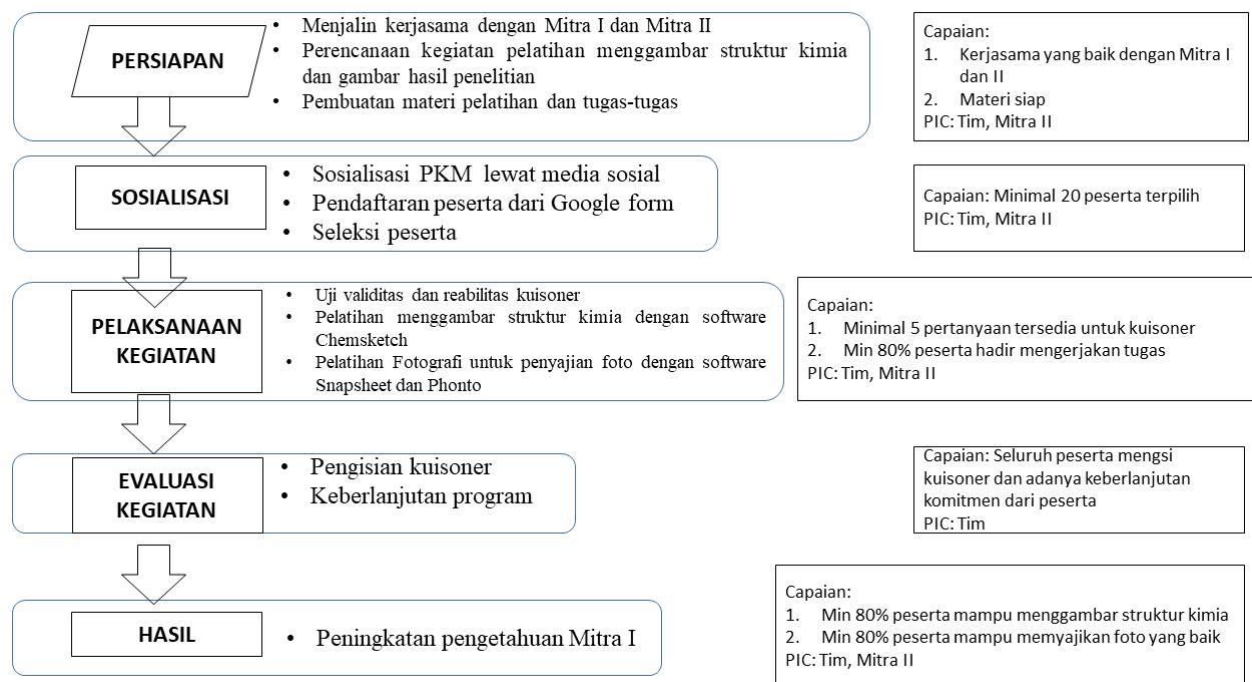 PERSIAPAN
• Menjalin kerjasama dengan Mitra I dan Mitra II
• Perencanaan kegiatan pelatihan menggambar struktur kimia
dan gambar hasil penelitian
• Pembuatan materi pelatihan dan tugas-tugas
Capaian:
1. Kerjasama yang baik dengan Mitra I
dan II
2. Materi siap
PIC: Tim, Mitra II
SOSIALISASI
• Sosialisasi PKM lewat media sosial
• Pendaftaran peserta dari Google form
• Seleksi peserta
Capaian: Minimal 20 peserta terpilih
PIC: Tim, Mitra II
PELAKSANAAN
KEGIATAN
• Uji validitas dan reabilitas kuisoner
• Pelatihan menggambar struktur kimia dengan software
Chemsketch
• Pelatihan Fotografi untuk penyajian foto dengan software
Snapsheet dan Phonto
Capaian:
1. Minimal 5 pertanyaan tersedia untuk kuisoner
2. Min 80% peserta hadir mengerjakan tugas
PIC: Tim, Mitra II
EVALUASI
KEGIATAN
• Pengisian kuisoner
• Keberlanjutan program
Capaian: Seluruh peserta mengsi
kuisoner dan adanya keberlanjutan
komitmen dari peserta
PIC: Tim
HASIL
• Peningkatan pengetahuan Mitra I
Capaian:
1. Min 80% peserta mampu menggambar struktur kimia
2. Min 80% peserta mampu memyajikan foto yang baik
PIC: Tim, Mitra II